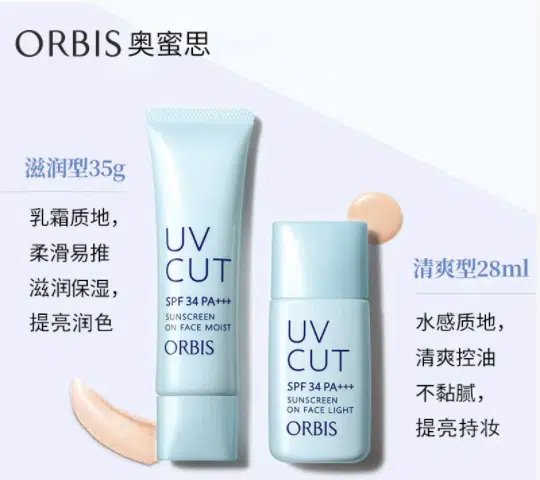 ORBIS 奥蜜思
滋润型35g
乳霜质地，
柔滑易推
滋润保湿，
提亮润色
UV
CUT
SPF 34 PA+++
SUNSCREEN
ON FACE MOIST
ORBIS
清爽型28ml
水感质地，
清爽控油
不黏腻，
提亮持妆
UV
CUT
SPF 34 PA+++
SUNSCREEN
ON FACE LIGHT
ORBIS